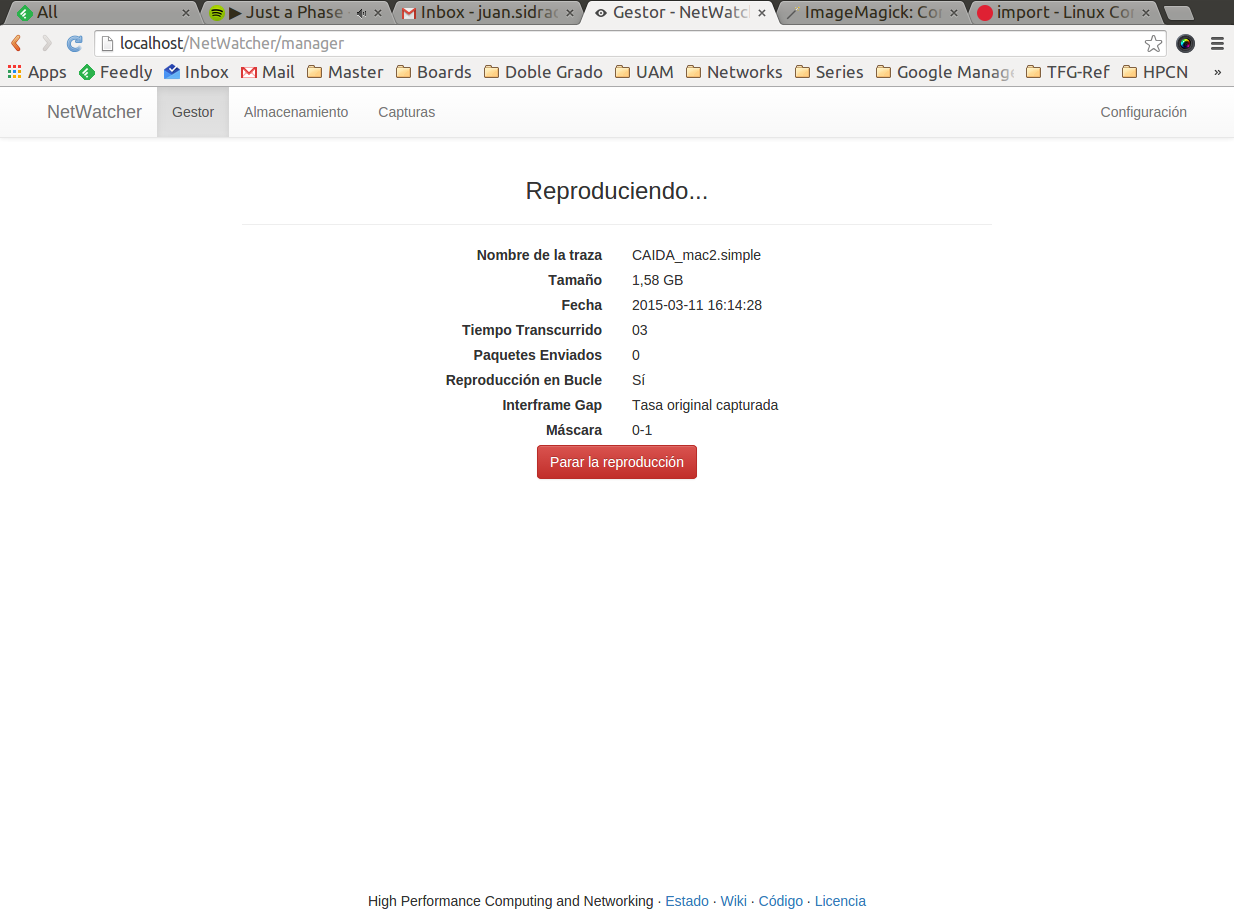 All Just a Phase Inbox - juan.sidrac Gestor - NetWatc ImageMagick: Co import - Linux Co
localhost/NetWatcher/manager
Apps Feedly Inbox Mail Master Boards Doble Grado UAM Networks Series Google Manage TFG-Ref HPCN »
NetWatcher Gestor Almacenamiento Capturas Configuración
Reproduciendo...
Nombre de la traza CAIDA_mac2.simple
Tamaño 1,58 GB
Fecha 2015-03-11 16:14:28
Tiempo Transcurrido 03
Paquetes Enviados 0
Reproducción en Bucle Sí
Interframe Gap Tasa original capturada
Máscara 0-1
Parar la reproducción
High Performance Computing and Networking · Estado · Wiki · Código · Licencia